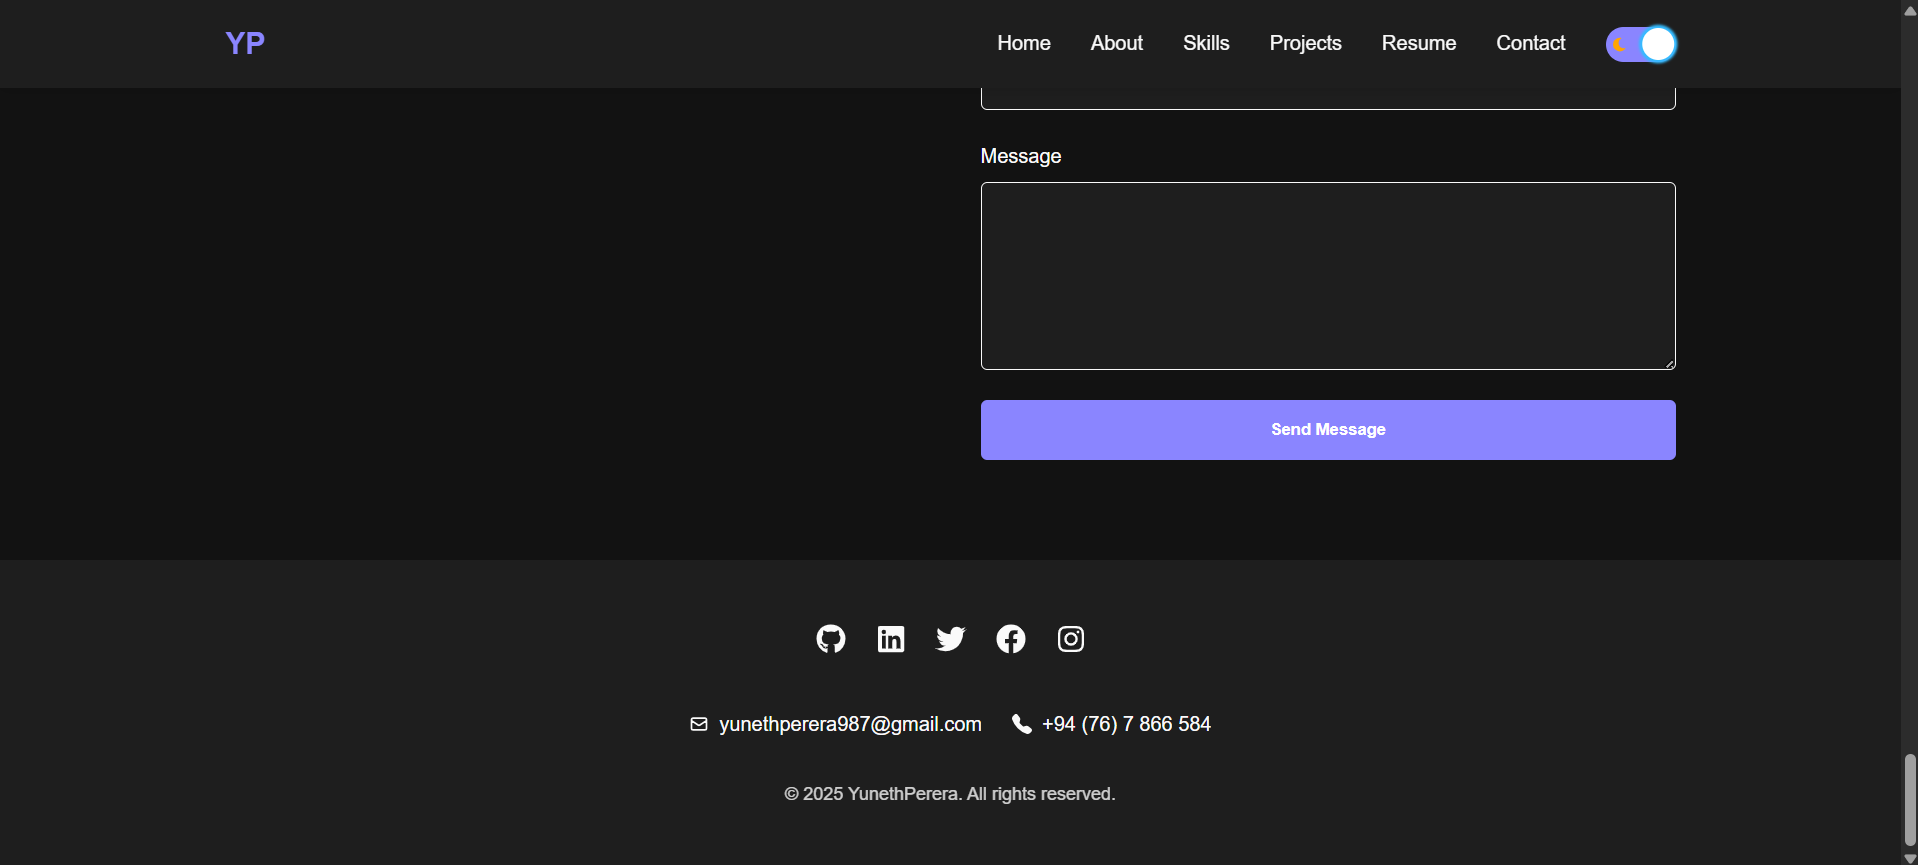 YP Home About Skills Projects Resume Contact
Message
Send Message
yunethperera987@gmail.com +94 (76) 7 866 584
© 2025 YunethPerera. All rights reserved.